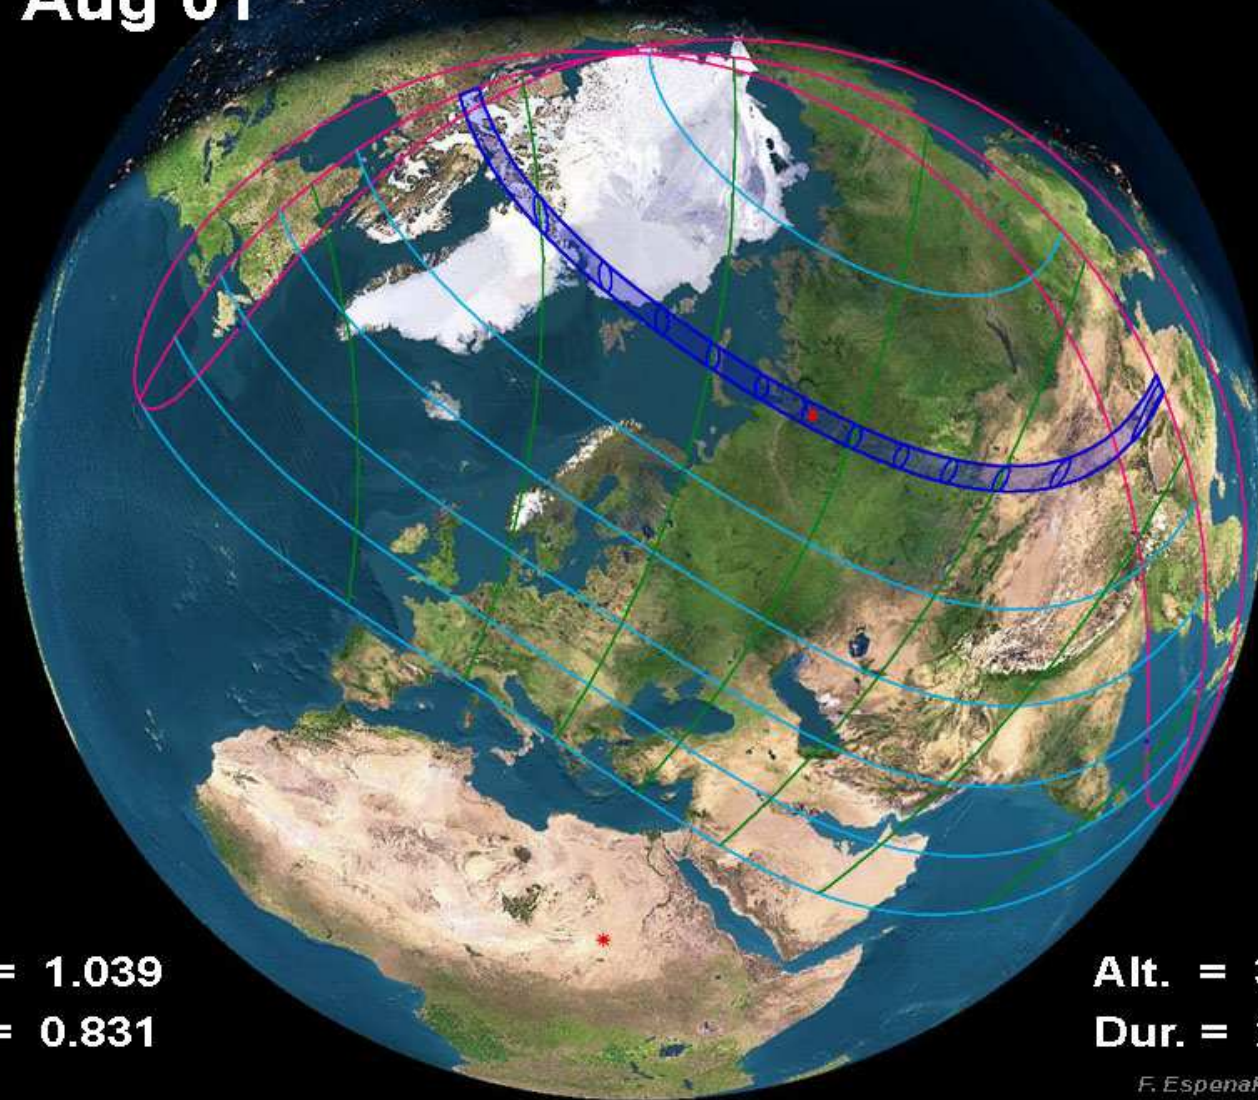 Aug 01
= 1.039
= 0.831
Alt. =
Dur. =
F. Espenak